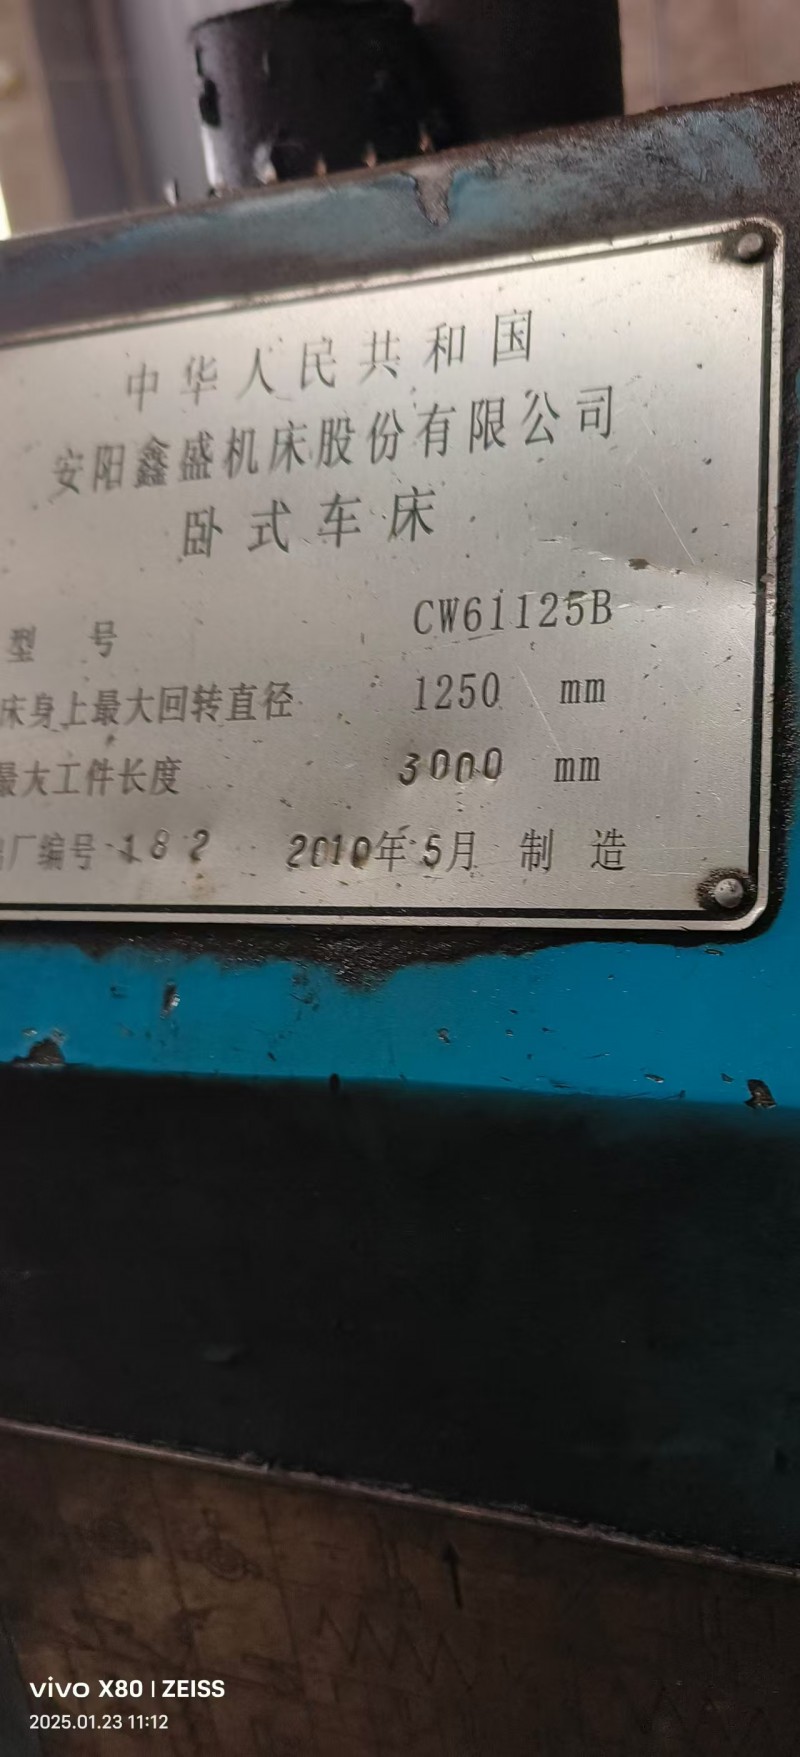 中华人民共和国
安阳鑫盛机床股份有限公司
卧式车床
型 号 CW61125B
床身上最大回转直径 1250 mm
最大工件长度 3000 mm
出厂编号 182 2010年5月 制 造
vivo X80 | ZEISS
2025.01.23 11:12